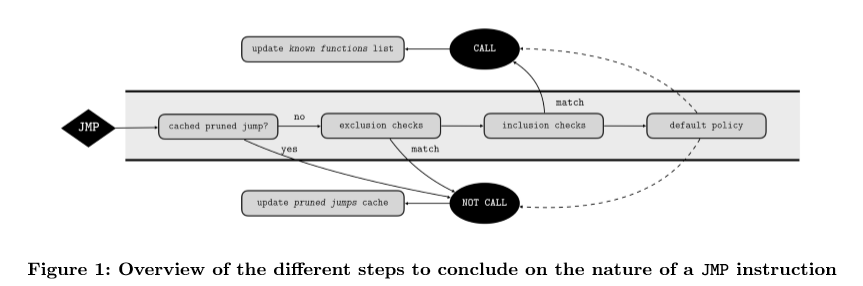 update known functions list
CALL
match
JMP
cached pruned jump?
no
exclusion checks
inclusion checks
default policy
yes
match
update pruned jumps cache
NOT CALL
Figure 1: Overview of the different steps to conclude on the nature of a JMP instruction